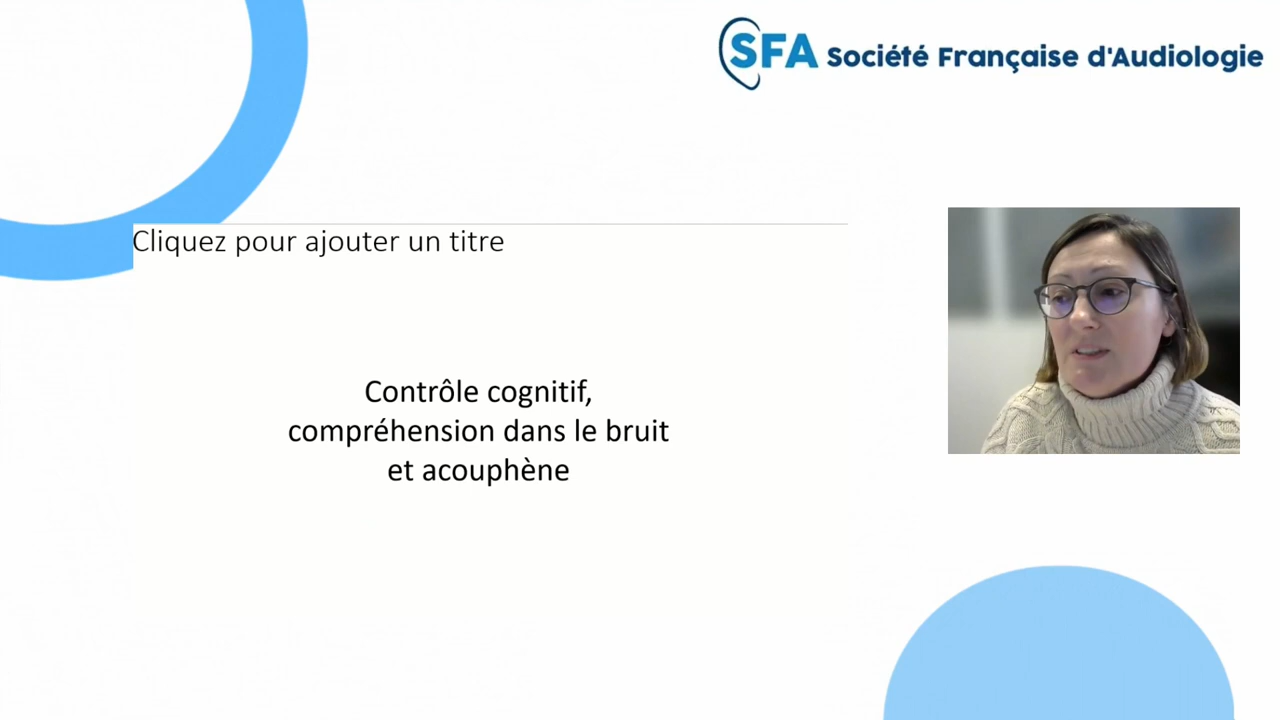 SFA Société Française d'Audiologie
Cliquez pour ajouter un titre
Contrôle cognitif,
compréhension dans le bruit
et acouphène